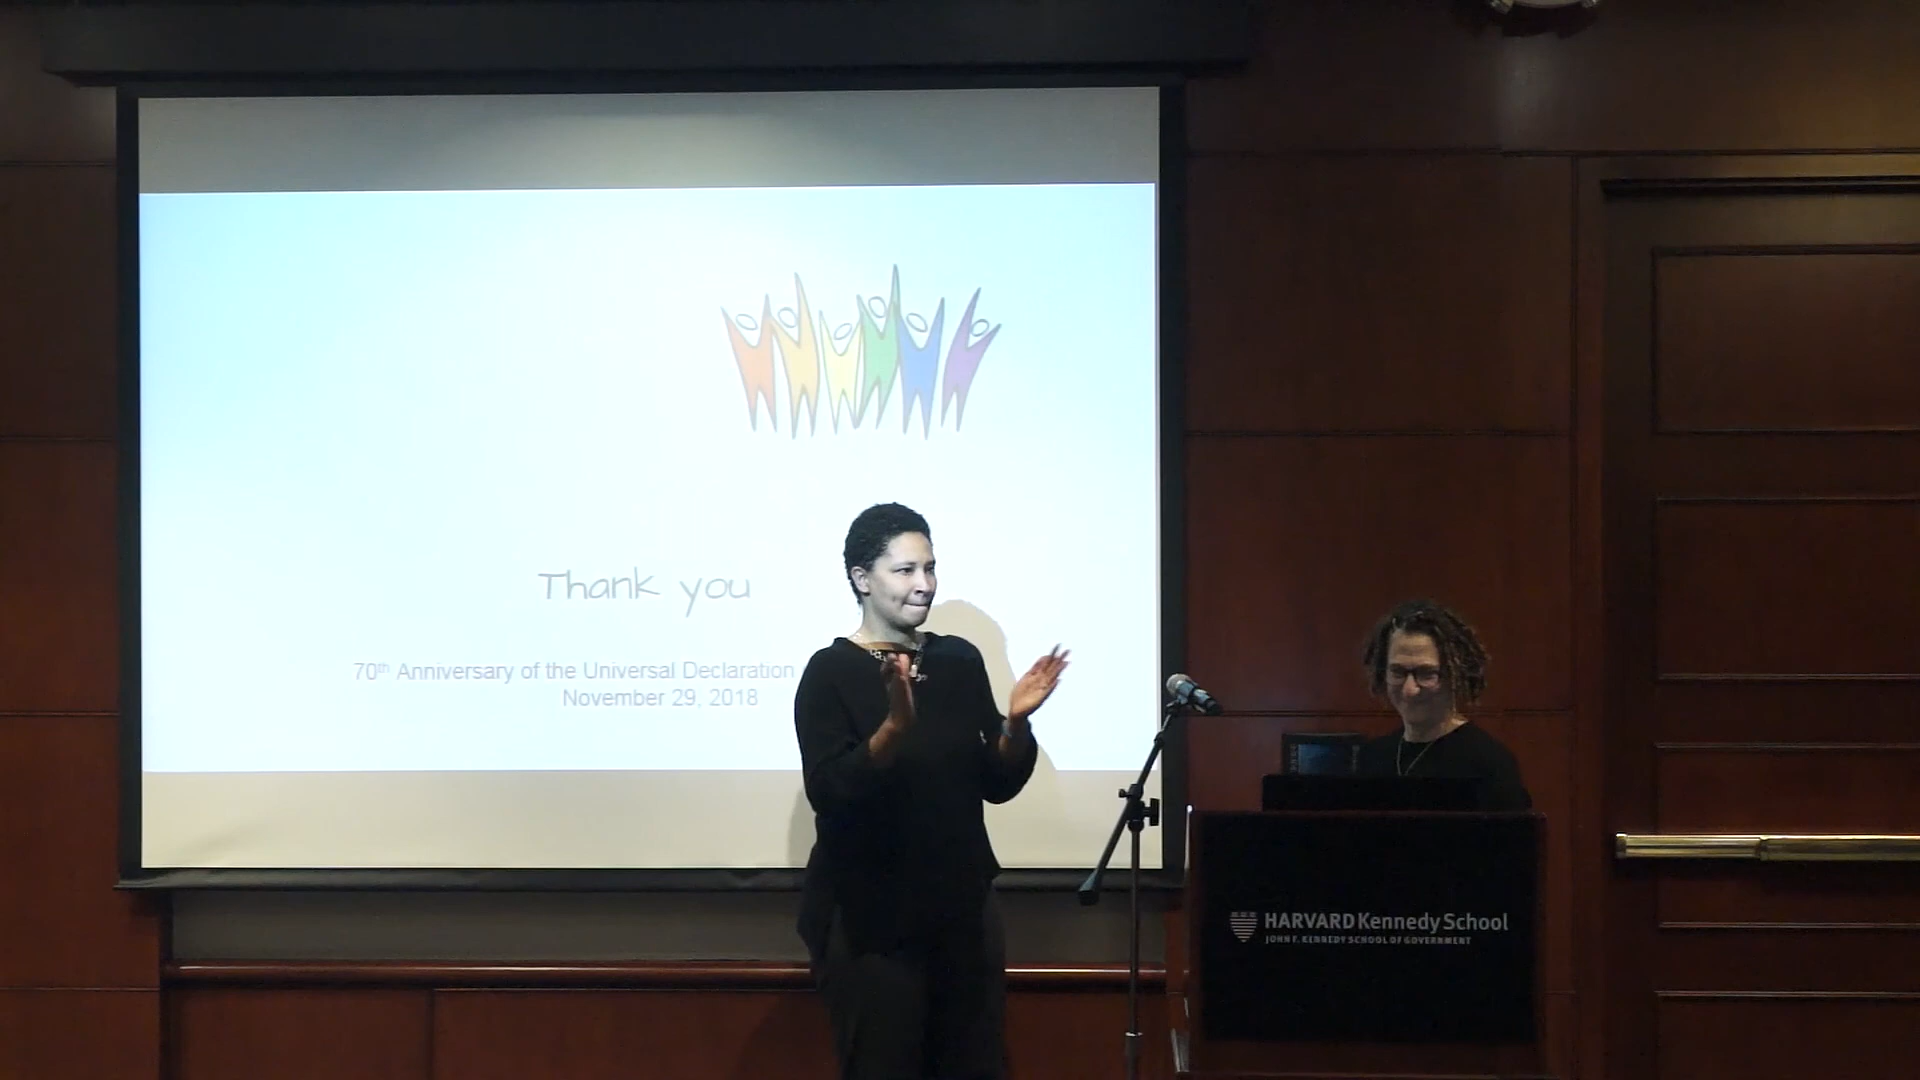 Thank you
70th Anniversary of the Universal Declaration
November 29, 2018
HARVARD Kennedy School
JOHN F. KENNEDY SCHOOL OF GOVERNMENT